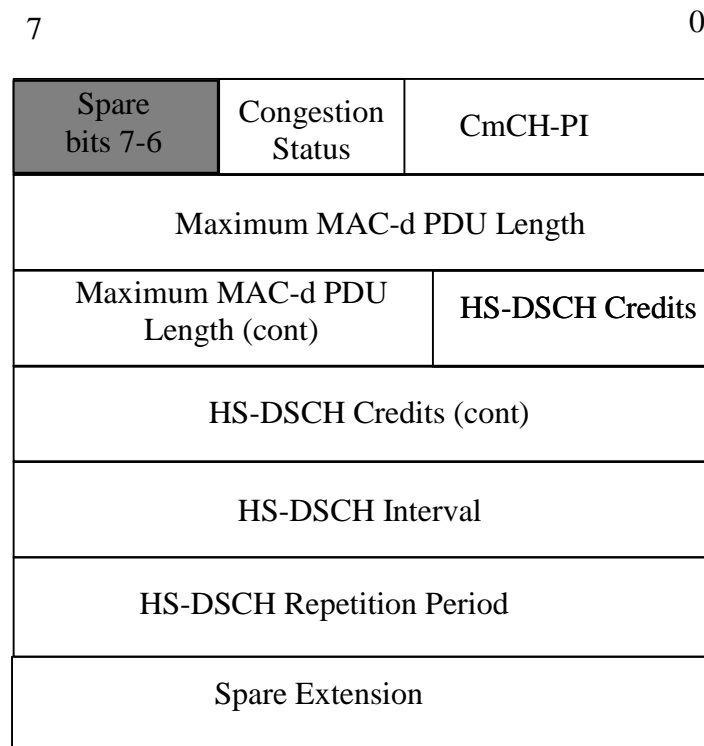 7 0
Spare
bits 7-6
Congestion
Status
CmCH-PI
Maximum MAC-d PDU Length
Maximum MAC-d PDU
Length (cont)
HS-DSCH Credits
HS-DSCH Credits (cont)
HS-DSCH Interval
HS-DSCH Repetition Period
Spare Extension